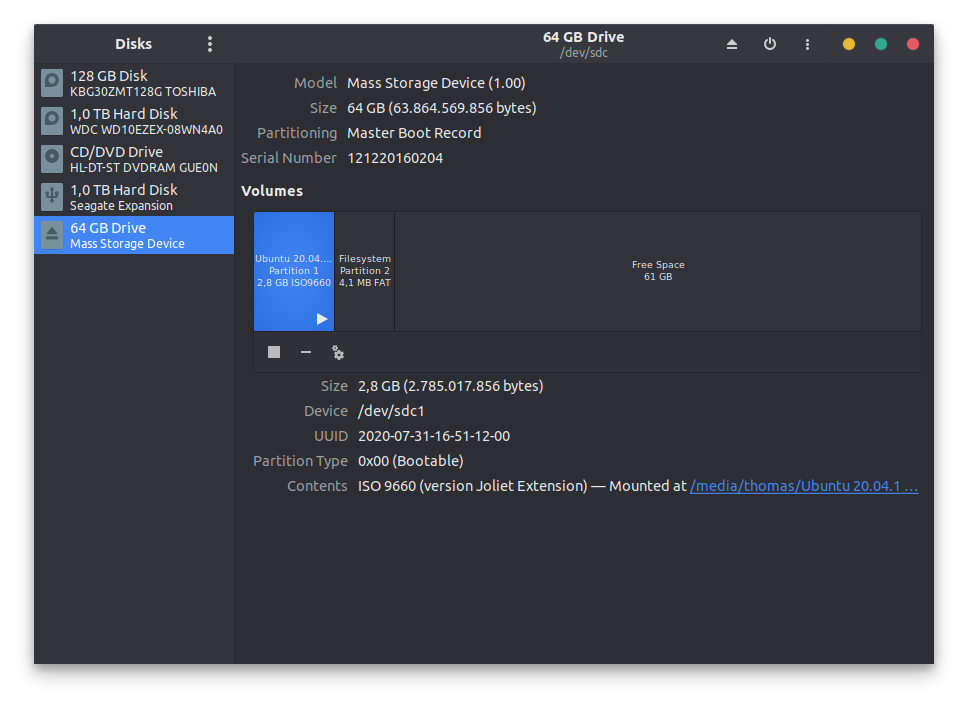 Disks
64 GB Drive
/dev/sdc
128 GB Disk
KBG30ZMT128G TOSHIBA
1,0 TB Hard Disk
WDC WD10EZEX-08WN4A0
CD/DVD Drive
HL-DT-ST DVDRAM GUE0N
1,0 TB Hard Disk
Seagate Expansion
64 GB Drive
Mass Storage Device
Model Mass Storage Device (1.00)
Size 64 GB (63.864.569.856 bytes)
Partitioning Master Boot Record
Serial Number 121220160204
Volumes
Ubuntu 20.04....
Partition 1
2,8 GB ISO9660
Filesystem
Partition 2
4,1 MB FAT
Free Space
61 GB
Size 2,8 GB (2.785.017.856 bytes)
Device /dev/sdc1
UUID 2020-07-31-16-51-12-00
Partition Type 0x00 (Bootable)
Contents ISO 9660 (version Joliet Extension) — Mounted at /media/thomas/Ubuntu 20.04.1 ...